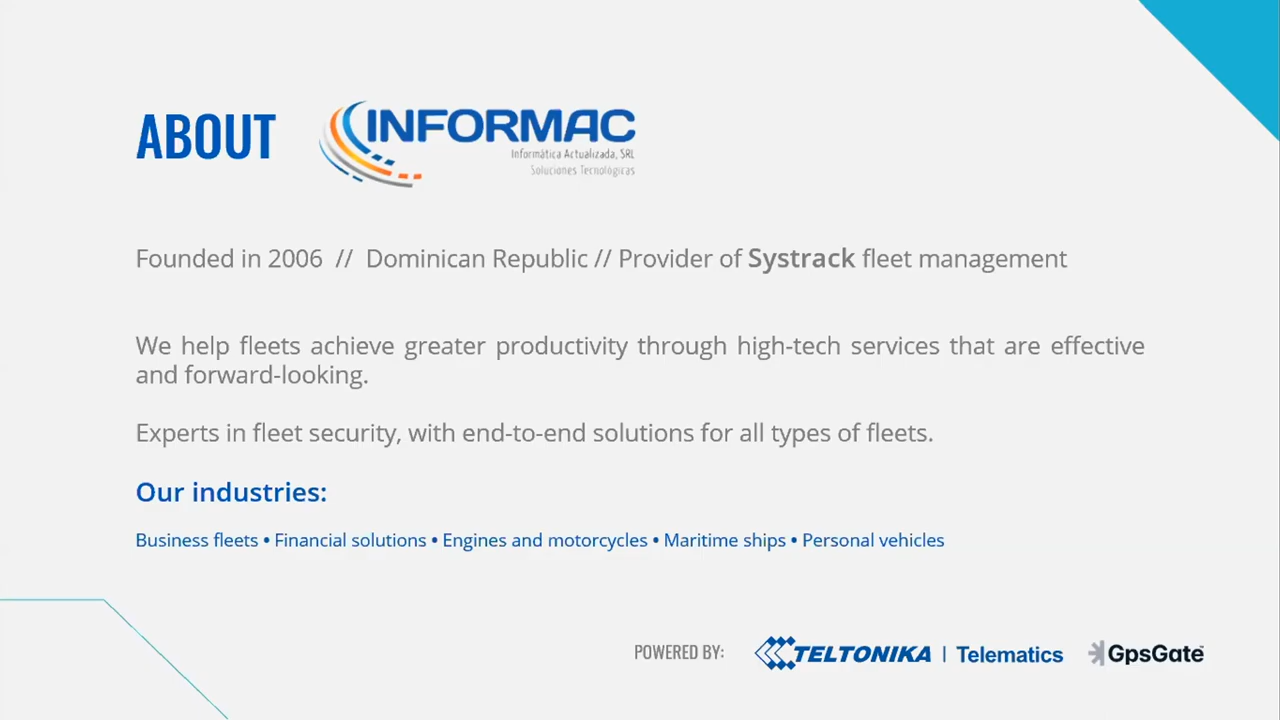 ABOUT INFORMAC
Informática Actualizada, SRL
Soluciones Tecnológicas
Founded in 2006 // Dominican Republic // Provider of Systrack fleet management
We help fleets achieve greater productivity through high-tech services that are effective
and forward-looking.
Experts in fleet security, with end-to-end solutions for all types of fleets.
Our industries:
Business fleets • Financial solutions • Engines and motorcycles • Maritime ships • Personal vehicles
POWERED BY: TELTONIKA | Telematics GpsGate